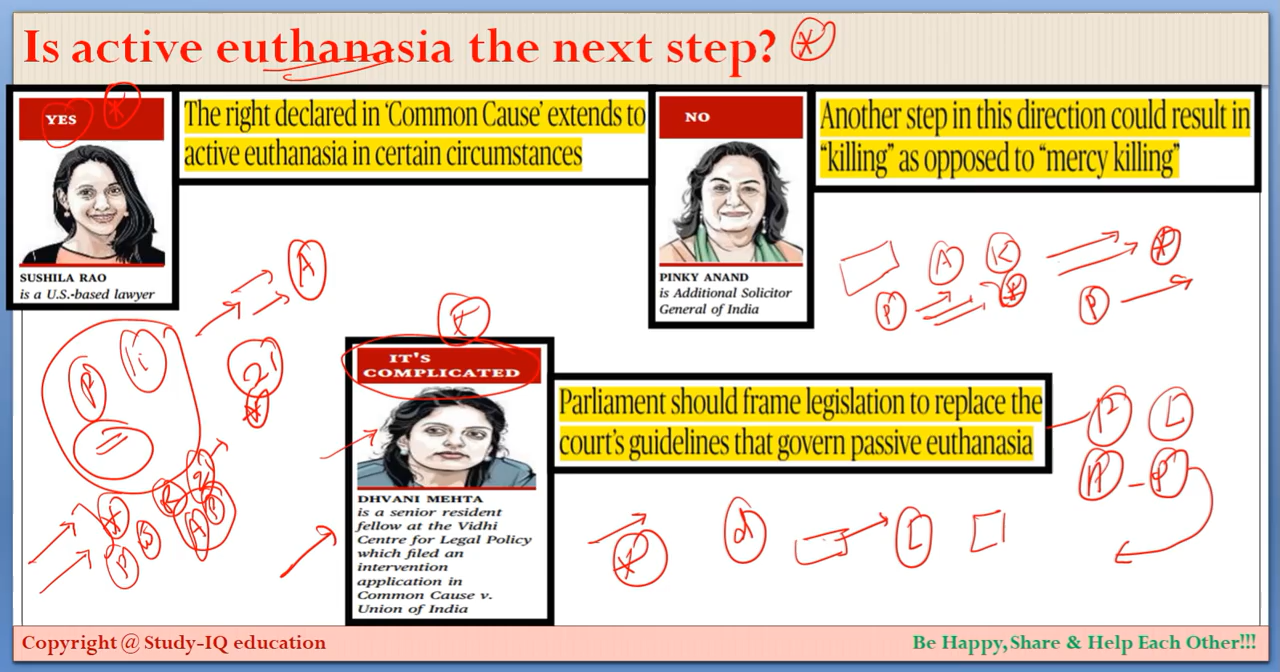 Is active euthanasia the next step?
YES
The right declared in 'Common Cause' extends to
active euthanasia in certain circumstances
SUSHILA RAO
is a U.S.-based lawyer
NO
Another step in this direction could result in
“killing” as opposed to “mercy killing”
PINKY ANAND
is Additional Solicitor
General of India
IT'S
COMPLICATED
Parliament should frame legislation to replace the
court's guidelines that govern passive euthanasia
DHVANI MEHTA
is a senior resident
fellow at the Vidhi
Centre for Legal Policy
which filed an
intervention
application in
Common Cause v.
Union of India
A
21
A
K
P
P
P
L
Copyright @ Study-IQ education
Be Happy,Share & Help Each Other!!!